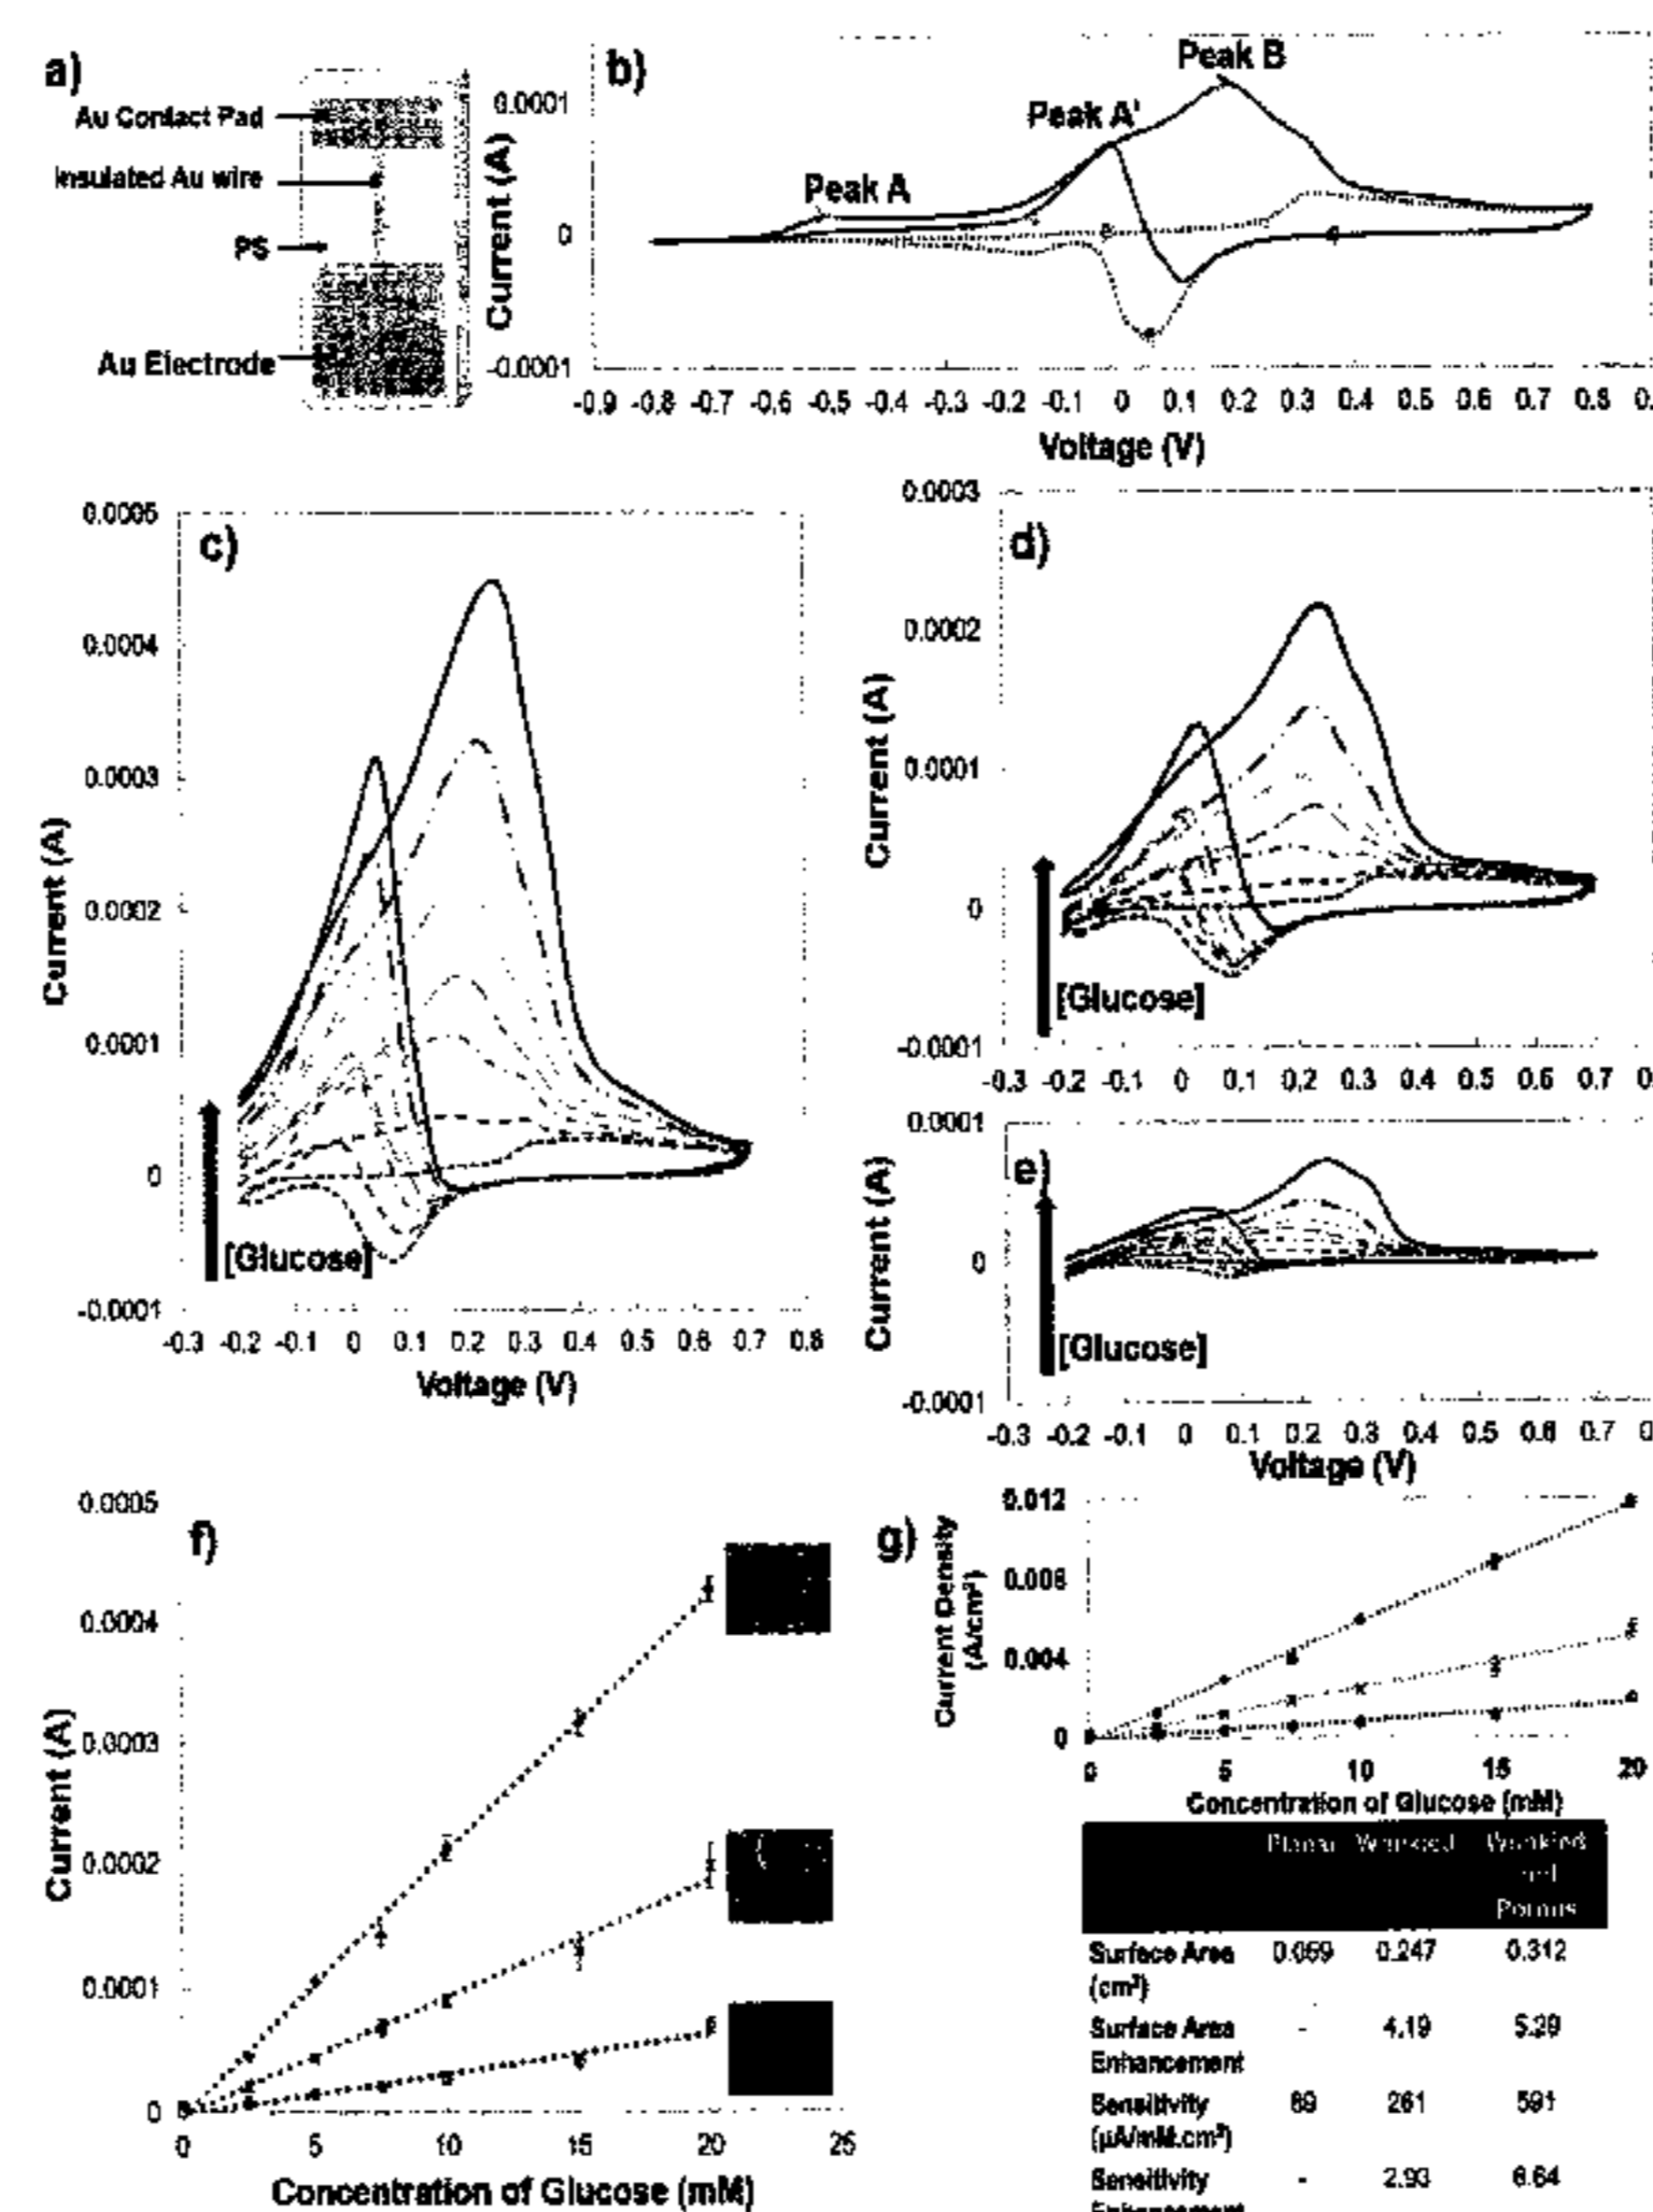 a)
Au Contact Pad
Insulated Au wire
PS
Au Electrode
b)
Peak A
Peak A'
Peak B
0.0001
0
-0.0001
Current (A)
-0.9 -0.8 -0.7 -0.6 -0.5 -0.4 -0.3 -0.2 -0.1 0 0.1 0.2 0.3 0.4 0.5 0.6 0.7 0.8
Voltage (V)
c)
0.0005
0.0004
0.0003
0.0002
0.0001
0
-0.0001
Current (A)
[Glucose]
-0.3 -0.2 -0.1 0 0.1 0.2 0.3 0.4 0.5 0.6 0.7 0.8
Voltage (V)
d)
0.0003
0.0002
0.0001
0
-0.0001
Current (A)
[Glucose]
-0.3 -0.2 -0.1 0 0.1 0.2 0.3 0.4 0.5 0.6 0.7
e)
0.0001
0
-0.0001
Current (A)
[Glucose]
-0.3 -0.2 -0.1 0 0.1 0.2 0.3 0.4 0.5 0.6 0.7
Voltage (V)
f)
0.0005
0.0004
0.0003
0.0002
0.0001
0
Current (A)
0 5 10 15 20 25
Concentration of Glucose (mM)
g)
Current Density
(A/cm²)
0.012
0.008
0.004
0
0 5 10 15 20
Concentration of Glucose (mM)
Planar Wrinkled Wrinkled
and
Porous
Surface Area 0.059 0.247 0.312
(cm²)
Surface Area - 4.19 5.29
Enhancement
Sensitivity 89 261 591
(µA/mM.cm²)
Sensitivity - 2.93 6.64
Enhancement